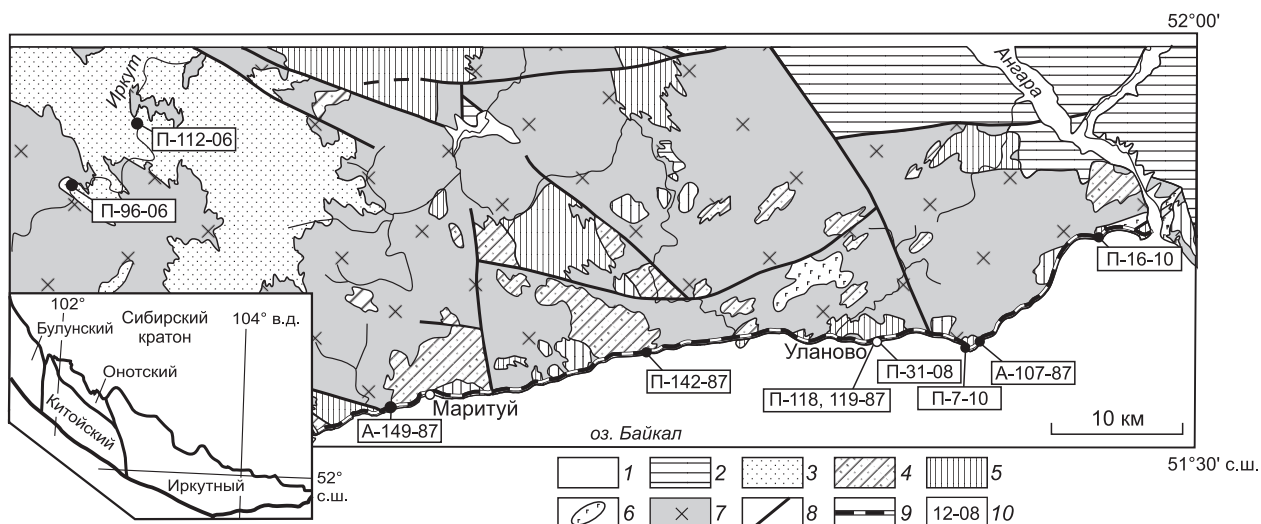 52°00'
Иркут
Ангара
П-112-06
П-96-06
П-16-10
Уланово
П-31-08
А-107-87
П-142-87
П-118, 119-87
П-7-10
Маритуй
А-149-87
10 км
оз. Байкал
51°30' с.ш.
102°
104° в.д.
Булунский
Сибирский
кратон
Онотский
Китойский
Иркутный
52°
с.ш.
1 2 3 4 5
6 7 8 9 12-08 10